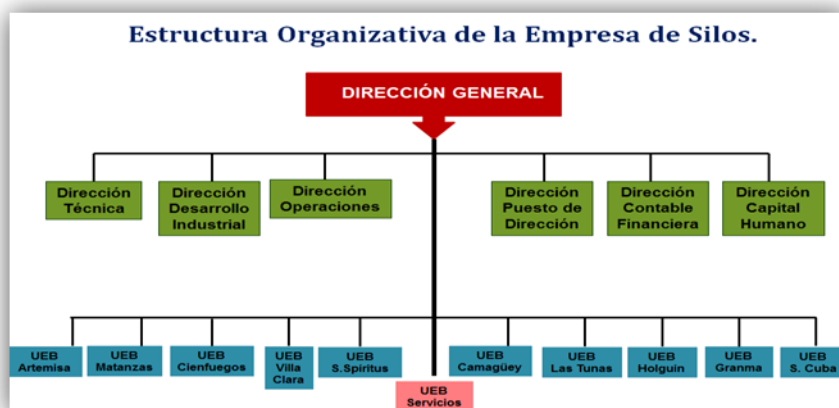 Estructura Organizativa de la Empresa de Silos.
DIRECCIÓN GENERAL
Dirección
Técnica
Dirección
Desarrollo
Industrial
Dirección
Operaciones
Dirección
Puesto de
Dirección
Dirección
Contable
Financiera
Dirección
Capital
Humano
UEB
Artemisa
UEB
Matanzas
UEB
Cienfuegos
UEB
Villa
Clara
UEB
S.Spiritus
UEB
Servicios
UEB
Camagüey
UEB
Las Tunas
UEB
Holguin
UEB
Granma
UEB
S. Cuba